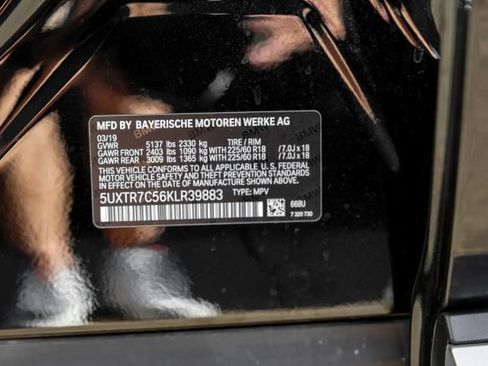 MFD BY BAYERISCHE MOTOREN WERKE AG
03/19
GVWR 5137 lbs 2330 kg TIRE / RIM
GAWR FRONT 2403 lbs 1090 kg WITH 225/60 R18 /7.0J x 18
GAWR REAR 3009 lbs 1365 kg WITH 225/60 R18 /7.0J x 18
THIS VEHICLE CONFORMS TO ALL APPLICABLE U. S. FEDERAL
MOTOR VEHICLE SAFETY AND THEFT PREVENTION STANDARDS
IN EFFECT ON THE DATE OF MANUFACTURE SHOWN ABOVE.
5UXTR7C56KLR39883 TYPE: MPV
668U
7 320 730